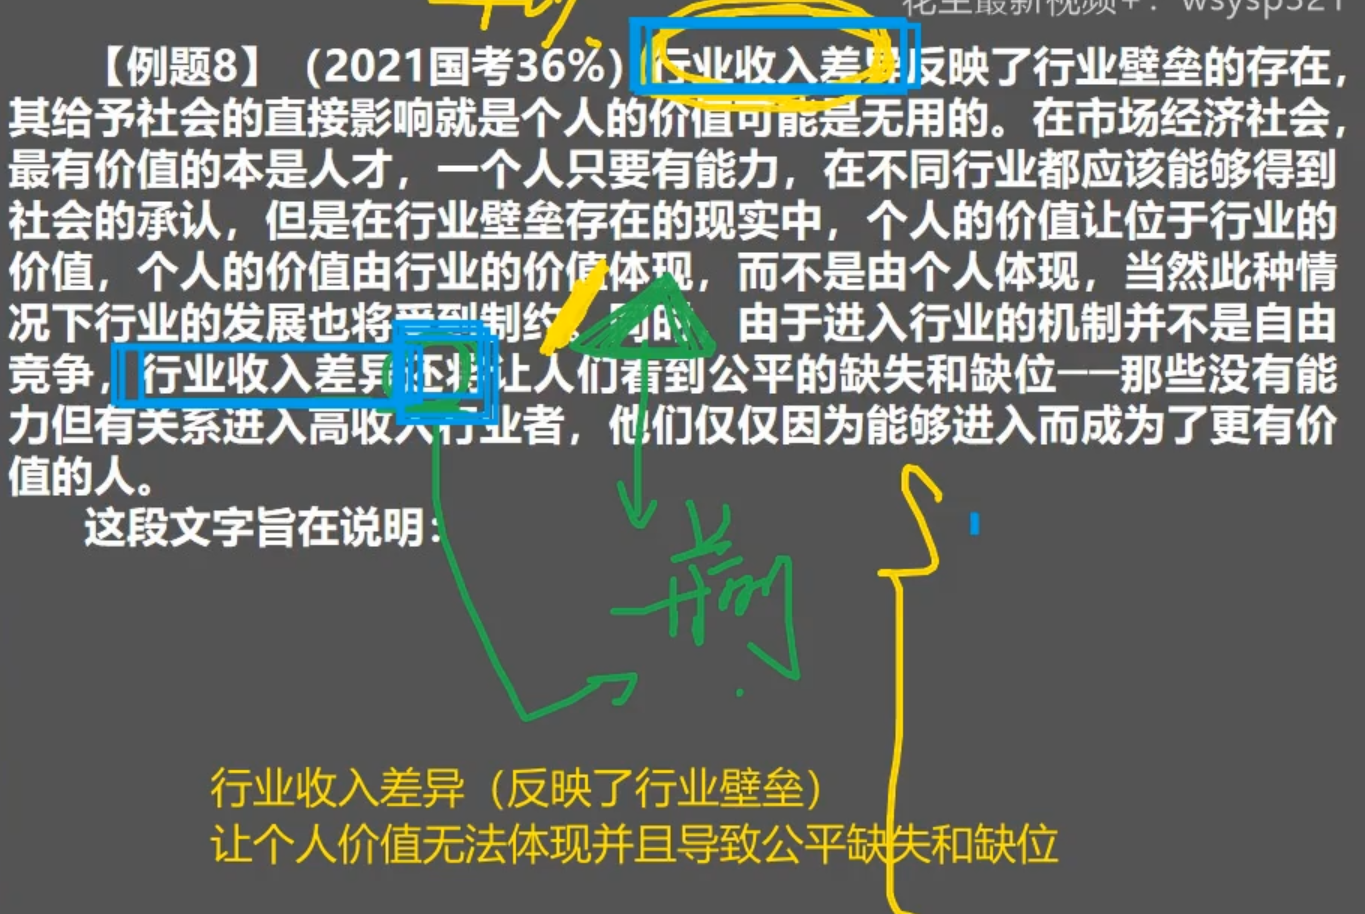 花生最新视频+：wsysp521
【例题8】（2021国考36%）行业收入差异反映了行业壁垒的存在，
其给予社会的直接影响就是个人的价值可能是无用的。在市场经济社会，
最有价值的本是人才，一个人只要有能力，在不同行业都应该能够得到
社会的承认，但是在行业壁垒存在的现实中，个人的价值让位于行业的
价值，个人的价值由行业的价值体现，而不是由个人体现，当然此种情
况下行业的发展也将受到制约。同时，由于进入行业的机制并不是自由
竞争，行业收入差异还将让人们看到公平的缺失和缺位——那些没有能
力但有关系进入高收入行业者，他们仅仅因为能够进入而成为了更有价
值的人。
这段文字旨在说明：
并列
行业收入差异（反映了行业壁垒）
让个人价值无法体现并且导致公平缺失和缺位